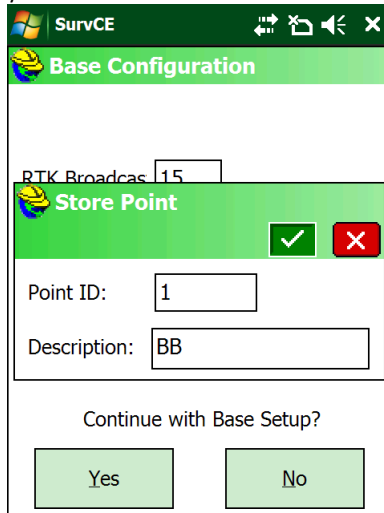 SurvCE
Base Configuration
RTK Broadcas 15
Store Point
Point ID: 1
Description: BB
Continue with Base Setup?
Yes No